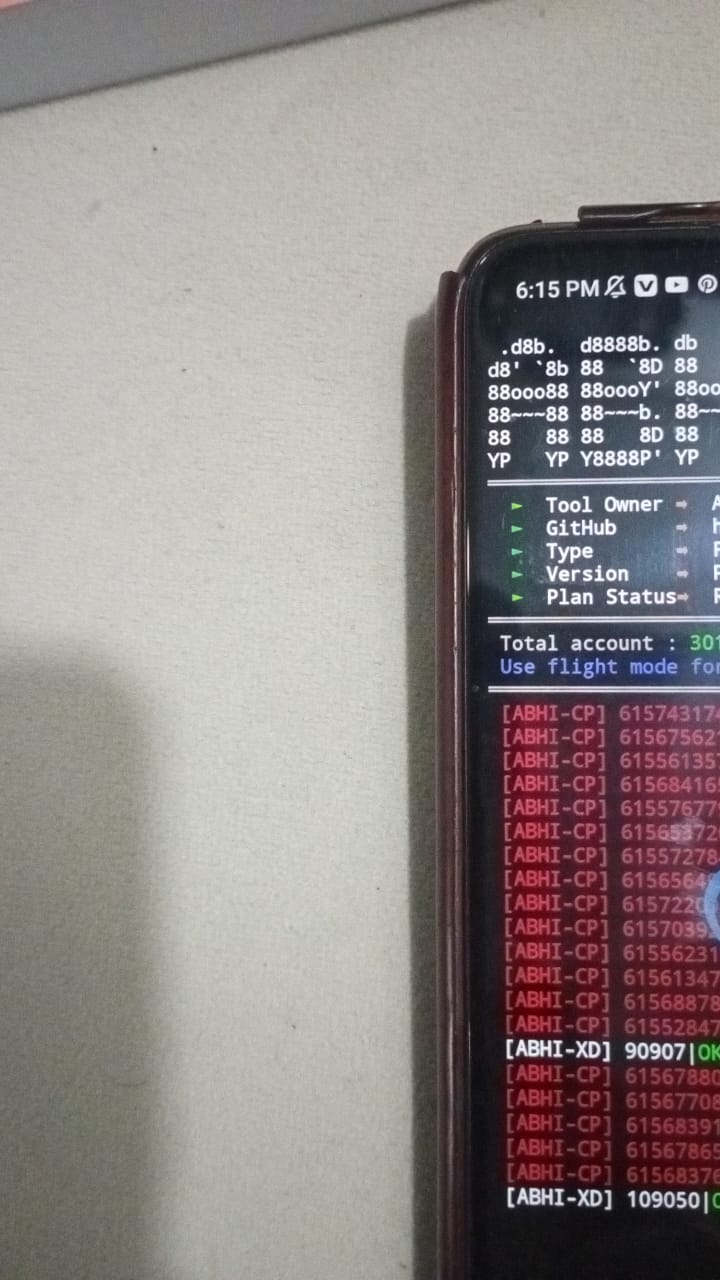 6:15 PM
.d8b. d8888b. db
d8' `8b 88 `8D 88
88ooo88 88oooY' 88oo
88~~~88 88~~~b. 88~~
88 88 88 8D 88
YP YP Y8888P' YP
► Tool Owner ➡ A
► GitHub ➡ h
► Type ➡
► Version ➡
► Plan Status➡
Total account : 301
Use flight mode for
[ABHI-CP] 61574317
[ABHI-CP] 6156756
[ABHI-CP] 61556135
[ABHI-CP] 61568416
[ABHI-CP] 6155767
[ABHI-CP] 61565372
[ABHI-CP] 61557278
[ABHI-CP] 615656
[ABHI-CP] 615722
[ABHI-CP] 6157039
[ABHI-CP] 61556231
[ABHI-CP] 61561347
[ABHI-CP] 61568878
[ABHI-CP] 61552847
[ABHI-XD] 90907|OK
[ABHI-CP] 61567880
[ABHI-CP] 61567708
[ABHI-CP] 61568391
[ABHI-CP] 61567865
[ABHI-CP] 61568378
[ABHI-XD] 109050|